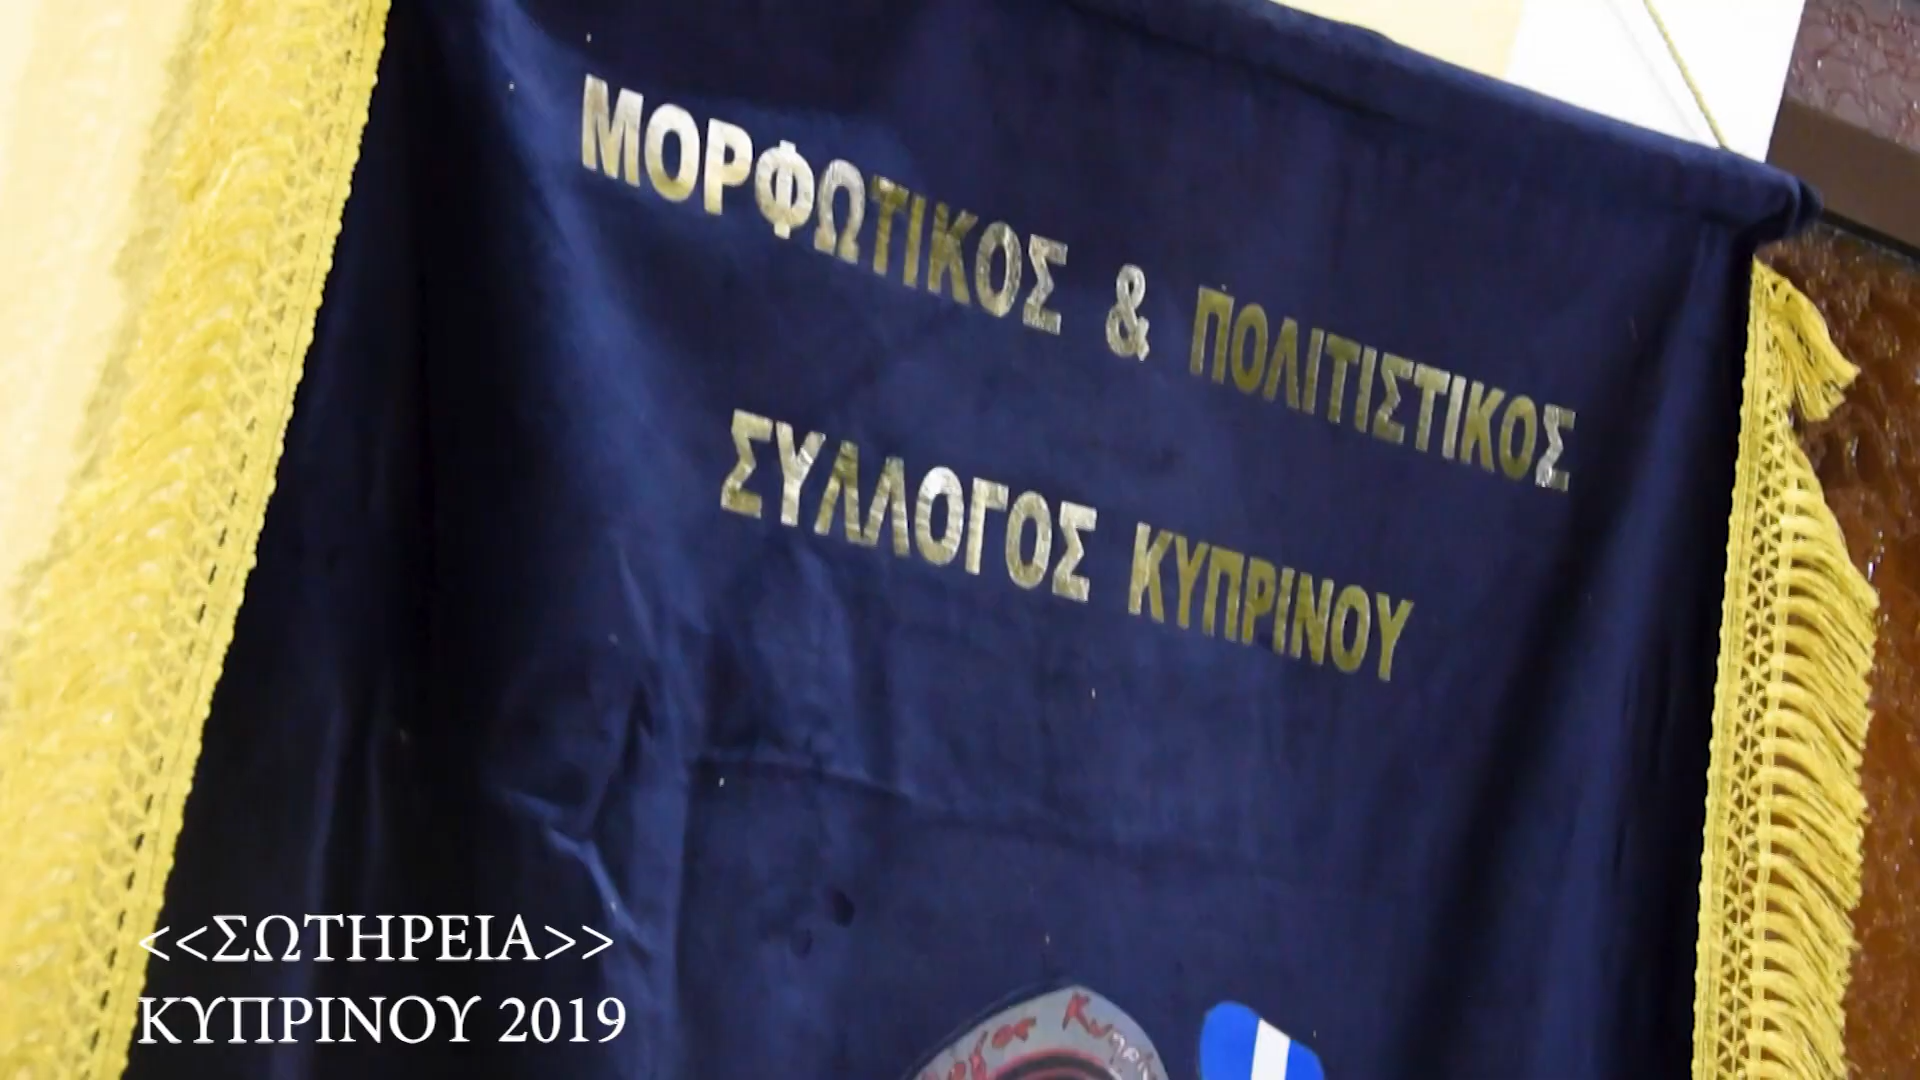 ΜΟΡΦΩΤΙΚΟΣ & ΠΟΛΙΤΙΣΤΙΚΟΣ
ΣΥΛΛΟΓΟΣ ΚΥΠΡΙΝΟΥ
<<ΣΩΤΗΡΕΙΑ>>
ΚΥΠΡΙΝΟΥ 2019